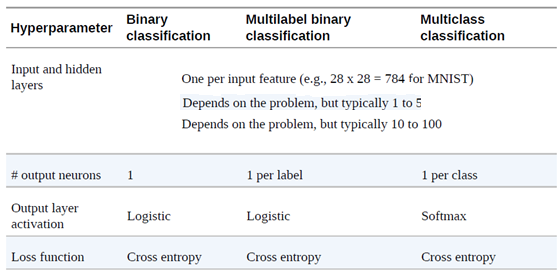 Hyperparameter Binary classification Multilabel binary classification Multiclass classification
Input and hidden layers
One per input feature (e.g., 28 x 28 = 784 for MNIST)
Depends on the problem, but typically 1 to 5
Depends on the problem, but typically 10 to 100
# output neurons 1 1 per label 1 per class
Output layer activation Logistic Logistic Softmax
Loss function Cross entropy Cross entropy Cross entropy